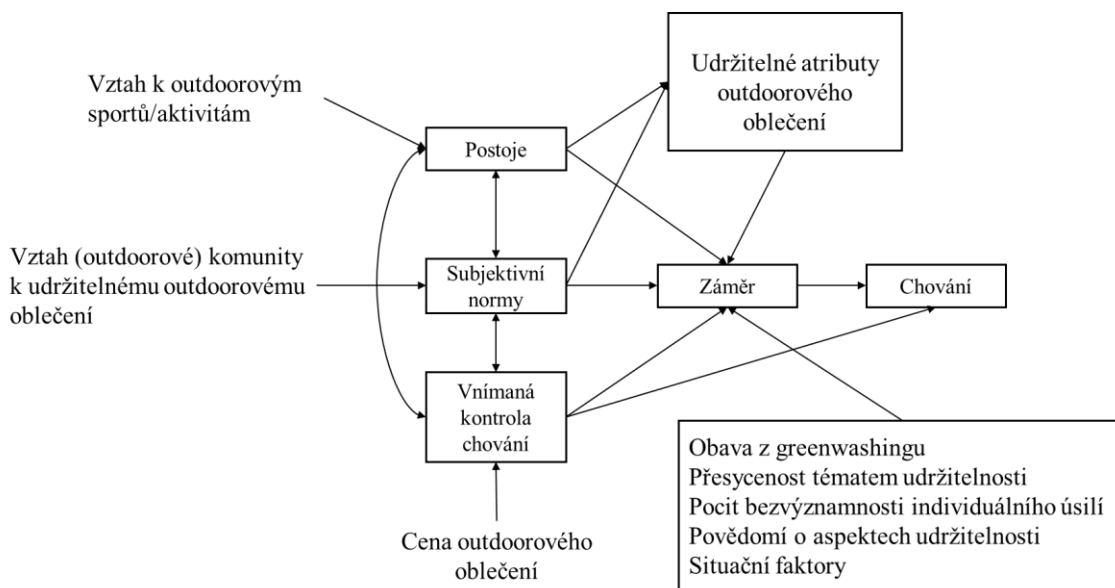 Vztah k outdoorovým
sportů/aktivitám
Udržitelné atributy
outdoorového
oblečení
Postoje
Vztah (outdoorové) komunity
k udržitelnému outdoorovému
oblečení
Subjektivní
normy
Záměr
Chování
Vnímaná
kontrola
chování
Cena outdoorového
oblečení
Obava z greenwashingu
Přesycenost tématem udržitelnosti
Pocit bezvýznamnosti individuálního úsilí
Povědomí o aspektech udržitelnosti
Situační faktory